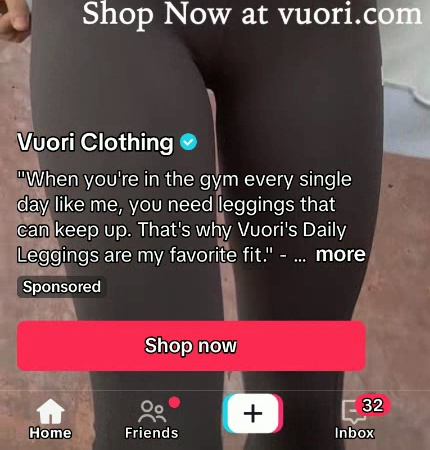 Shop Now at vuori.com
Vuori Clothing
"When you're in the gym every single
day like me, you need leggings that
can keep up. That's why Vuori's Daily
Leggings are my favorite fit." - ... more
Sponsored
Shop now
32
Home
Friends
Inbox